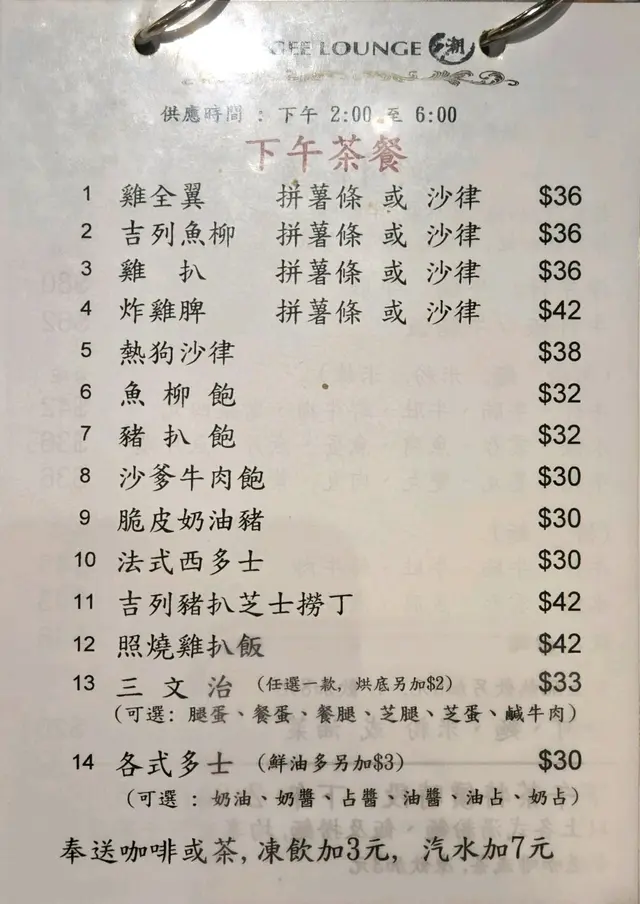 LOUNGE 潮
供應時間 : 下午 2:00 至 6:00
下午茶餐
1 雞全翼 拼薯條 或 沙律 $36
2 吉列魚柳 拼薯條 或 沙律 $36
3 雞 扒 拼薯條 或 沙律 $36
4 炸雞脾 拼薯條 或 沙律 $42
5 熱狗沙律 $38
6 魚 柳 飽 $32
7 豬 扒 飽 $32
8 沙爹牛肉飽 $30
9 脆皮奶油豬 $30
10 法式西多士 $30
11 吉列豬扒芝士撈丁 $42
12 照燒雞扒飯 $42
13 三 文 治 (任選一款, 烘底另加$2) $33
(可選: 腿蛋、餐蛋、餐腿、芝腿、芝蛋、鹹牛肉)
14 各式多士 (鮮油多另加$3) $30
(可選 : 奶油、奶醬、占醬、油醬、油占、奶占)
奉送咖啡或茶, 凍飲加3元, 汽水加7元